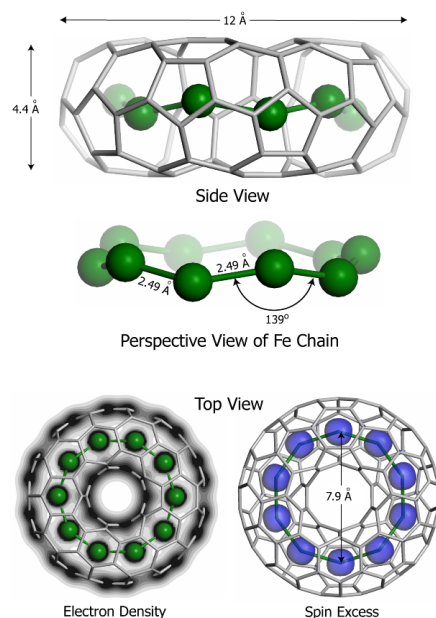 12 Å
4.4 Å
Side View
2.49 Å
2.49 Å
139°
Perspective View of Fe Chain
Top View
7.9 Å
Electron Density
Spin Excess